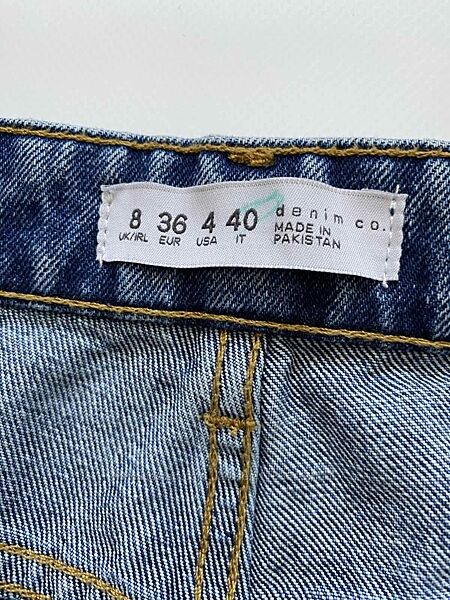 8 36 4 40 denim co.
UK/IRL EUR USA IT MADE IN
PAKISTAN